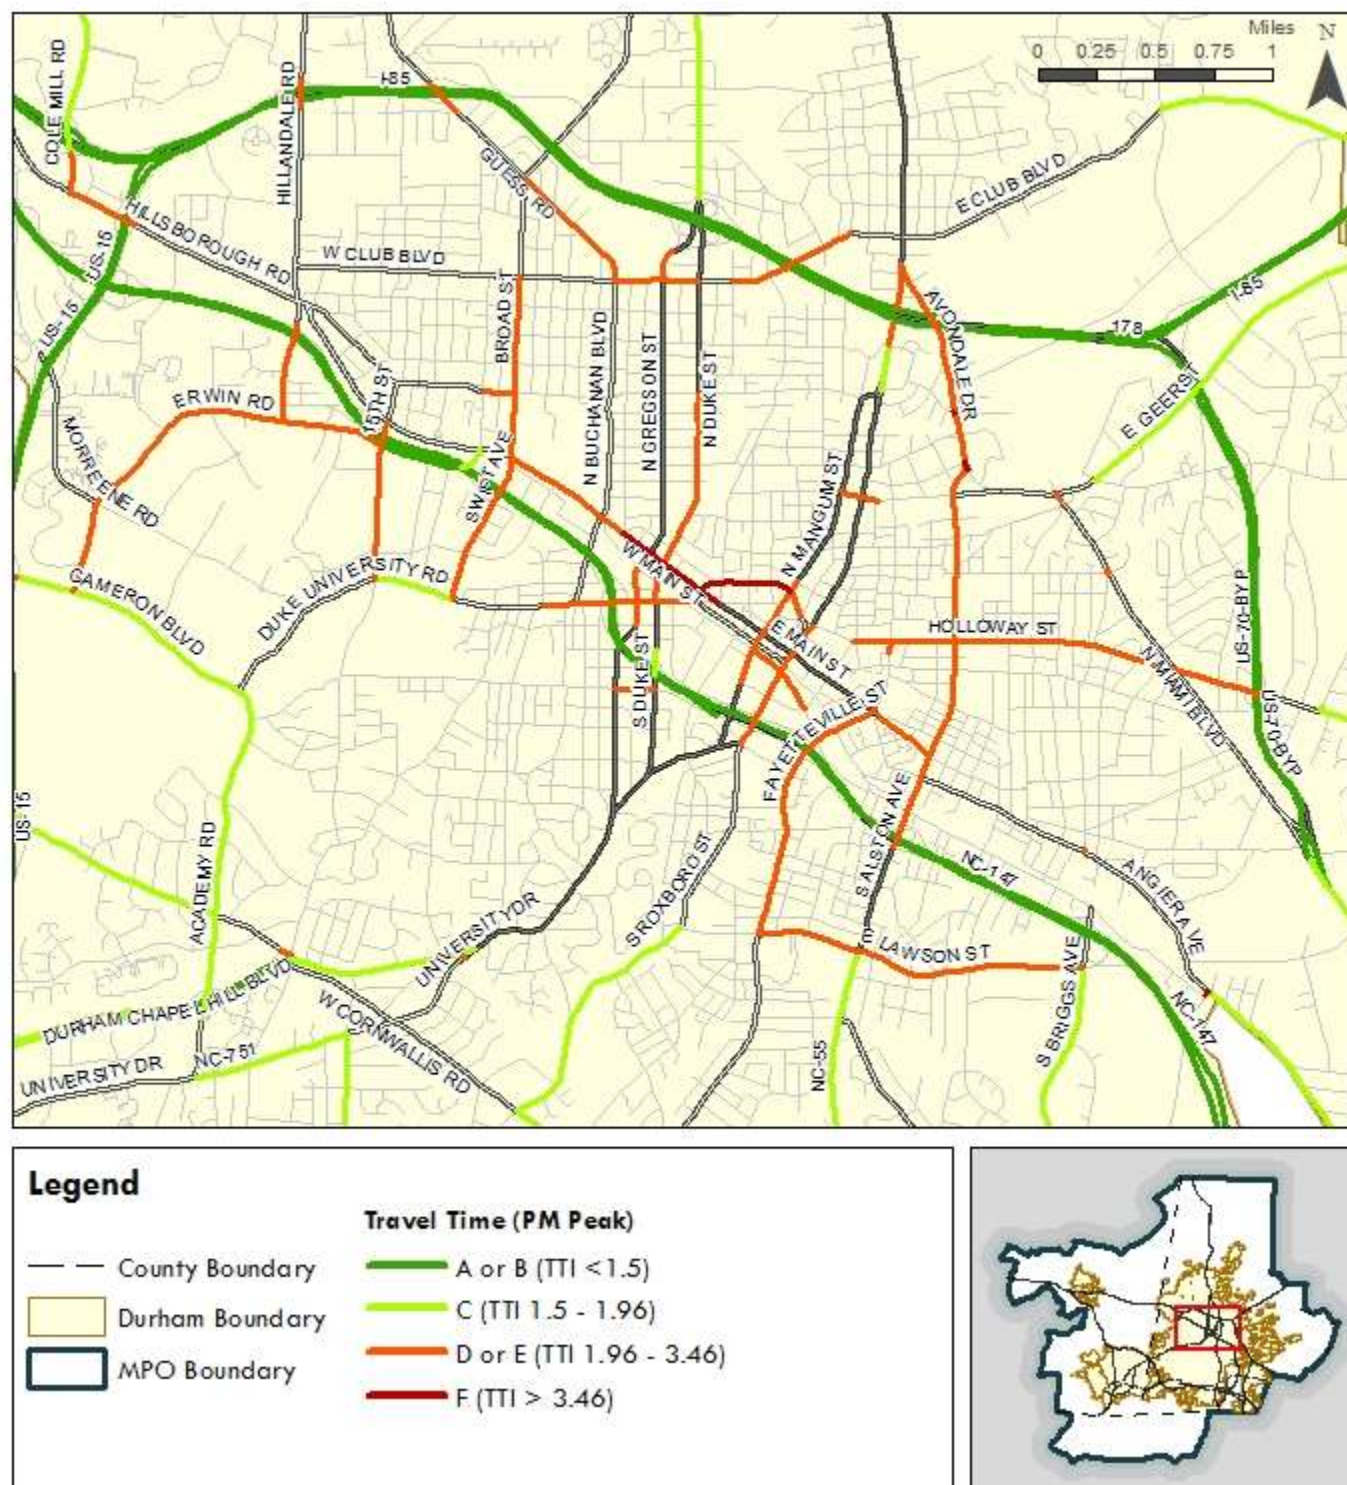 Miles
N
0 0.25 0.5 0.75 1
COLE MILL RD
HILLANDALE RD
I-85
GUESS RD
E CLUB BLVD
HILLSBOROUGH RD
US-15
W CLUB BLVD
US-15
BROAD ST
N BUCHANAN BLVD
N GREGSON ST
N DUKE ST
AVONDALE DR
I-85
178
E GEER ST
ERWIN RD
15TH ST
MORREENE RD
SWIFT AVE
N MANGUM ST
W MAIN ST
CAMERON BLVD
DUKE UNIVERSITY RD
E MAIN ST
HOLLOWAY ST
US-70-BYP
N MIAMI BLVD
S DUKE ST
FAYETTEVILLE ST
US-70-BYP
US-15
ACADEMY RD
S ALSTON AVE
NC-147
ANGIER AVE
S ROXBORO ST
UNIVERSITY DR
LAWSON ST
DURHAM CHAPEL HILL BLVD
W CORNWALLIS RD
S BRIGGS AVE
NC-147
NC-55
NC-751
UNIVERSITY DR
Legend
Travel Time (PM Peak)
County Boundary
Durham Boundary
MPO Boundary
A or B (TTI <1.5)
C (TTI 1.5 - 1.96)
D or E (TTI 1.96 - 3.46)
F (TTI > 3.46)